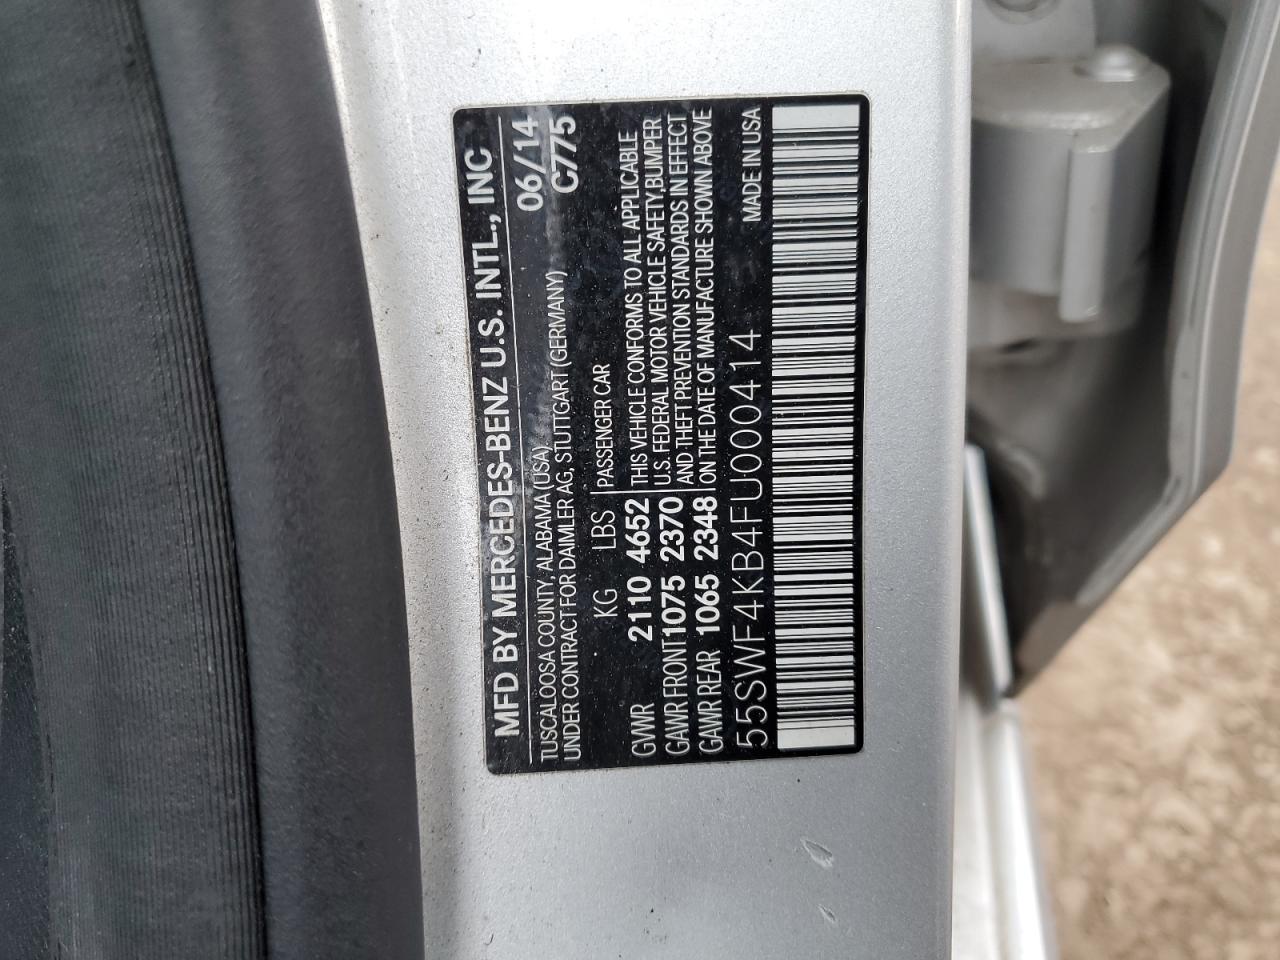 MFD BY MERCEDES-BENZ U.S. INTL., INC
TUSCALOOSA COUNTY, ALABAMA (USA) 06/14
UNDER CONTRACT FOR DAIMLER AG, STUTTGART (GERMANY) C775
KG LBS PASSENGER CAR
GVWR 2110 4652 THIS VEHICLE CONFORMS TO ALL APPLICABLE
GAWR FRONT 1075 2370 U.S. FEDERAL MOTOR VEHICLE SAFETY,BUMPER
AND THEFT PREVENTION STANDARDS IN EFFECT
GAWR REAR 1065 2348 ON THE DATE OF MANUFACTURE SHOWN ABOVE
55SWF4KB4FU000414 MADE IN USA